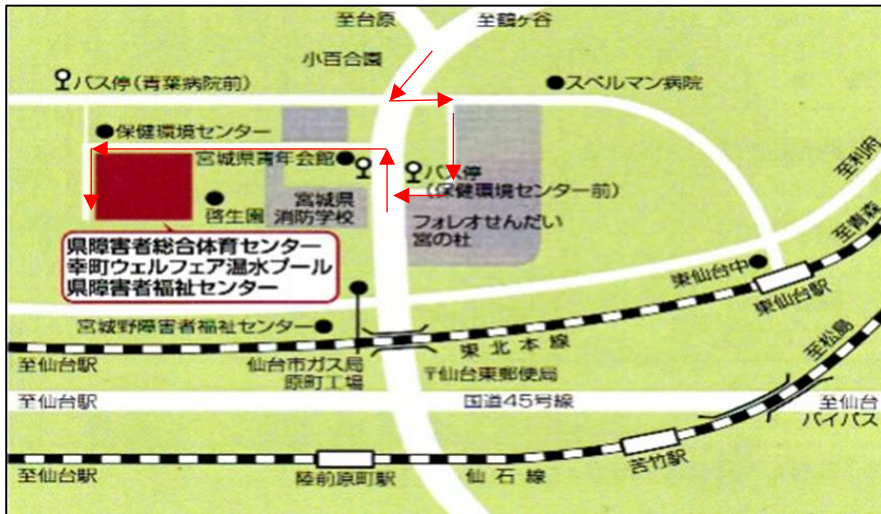 至台原
至鶴ヶ谷
小百合園
バス停(青葉病院前)
スペルマン病院
保健環境センター
宮城県青年会館
バス停
(保健環境センター前)
至利府
至青森
啓生園
宮城県
消防学校
フォレオせんだい
宮の杜
県障害者総合体育センター
幸町ウェルフェア温水プール
県障害者福祉センター
東仙台中
東仙台駅
宮城野障害者福祉センター
至仙台駅
仙台市ガス局
原町工場
東北本線
〒仙台東郵便局
至松島
至仙台駅
国道45号線
至仙台
バイパス
至仙台駅
陸前原町駅
仙石線
苦竹駅